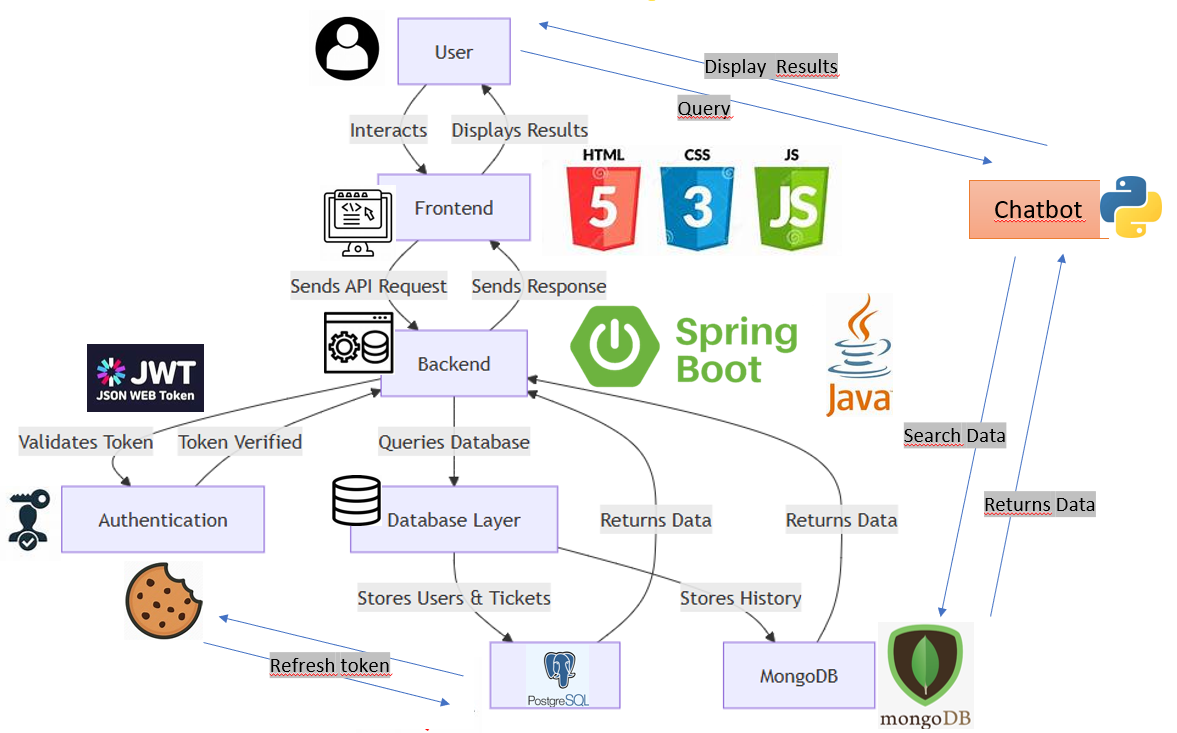 User
Display Results
Query
Interacts
Displays Results
HTML
CSS
JS
5
3
JS
Frontend
Chatbot
Sends API Request
Sends Response
Spring
Boot
Java
Backend
JWT
JSON WEB Token
Validates Token
Token Verified
Queries Database
Search Data
Authentication
Database Layer
Returns Data
Returns Data
Returns Data
Stores Users & Tickets
Stores History
Refresh token
PostgreSQL
MongoDB
mongoDB